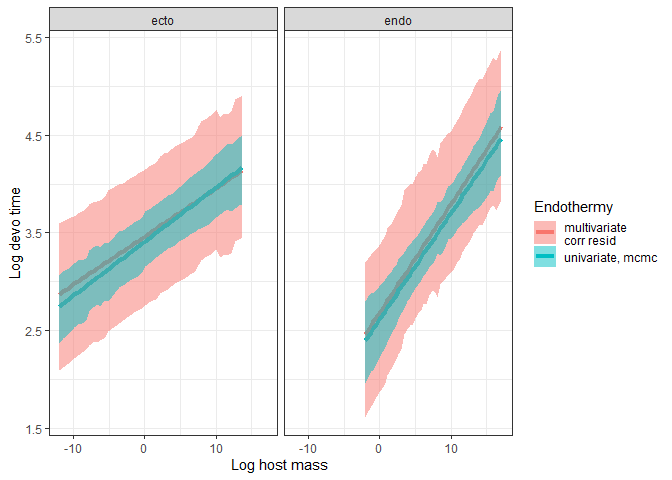 ecto endo
5.5
4.5
3.5
2.5
1.5
Log devo time
-10 0 10 -10 0 10
Log host mass
Endothermy
multivariate
corr resid
univariate, mcmc